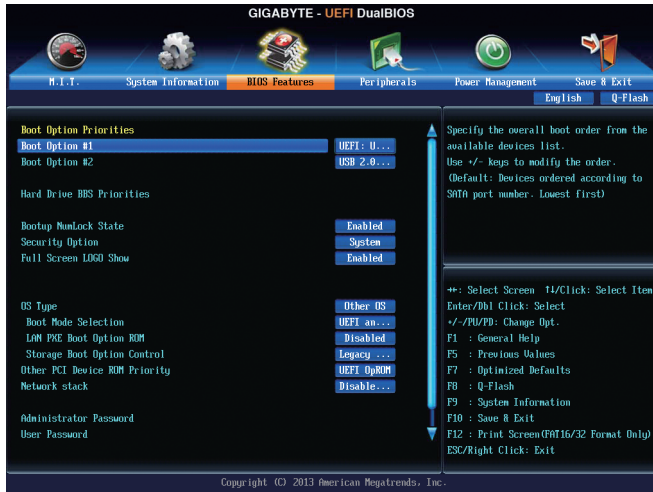 GIGABYTE - UEFI DualBIOS
M.I.T. System Information BIOS Features Peripherals Power Management Save & Exit
English Q-Flash
Boot Option Priorities
Boot Option #1 UEFI: U...
Boot Option #2 USB 2.0...
Hard Drive BBS Priorities
Bootup NumLock State Enabled
Security Option System
Full Screen LOGO Show Enabled
OS Type Other OS
Boot Mode Selection UEFI an...
LAN PXE Boot Option ROM Disabled
Storage Boot Option Control Legacy ...
Other PCI Device ROM Priority UEFI OpROM
Network stack Disable...
Administrator Password
User Password
Specify the overall boot order from the
available devices list.
Use +/- keys to modify the order.
(Default: Devices ordered according to
SATA port number. Lowest first)
→←: Select Screen ↑↓/Click: Select Item
Enter/Dbl Click: Select
+/-/PU/PD: Change Opt.
F1 : General Help
F5 : Previous Values
F7 : Optimized Defaults
F8 : Q-Flash
F9 : System Information
F10 : Save & Exit
F12 : Print Screen(FAT16/32 Format Only)
ESC/Right Click: Exit
Copyright (C) 2013 American Megatrends, Inc.